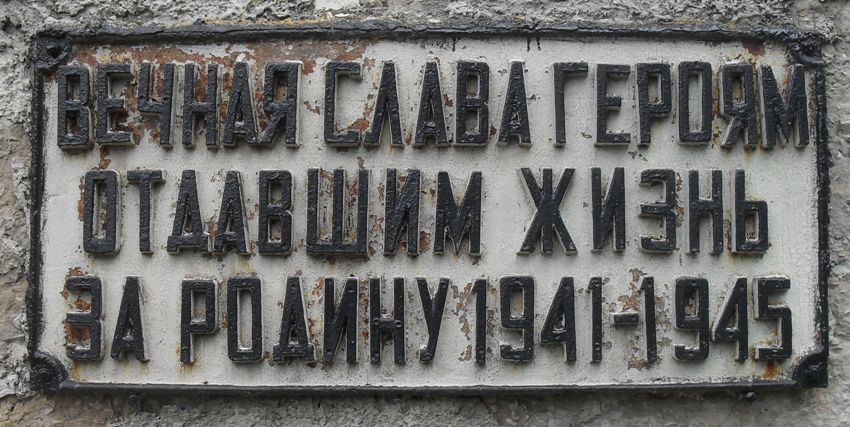 ВЕЧНАЯ СЛАВА ГЕРОЯМ
ОТДАВШИМ ЖИЗНЬ
ЗА РОДИНУ 1941-1945